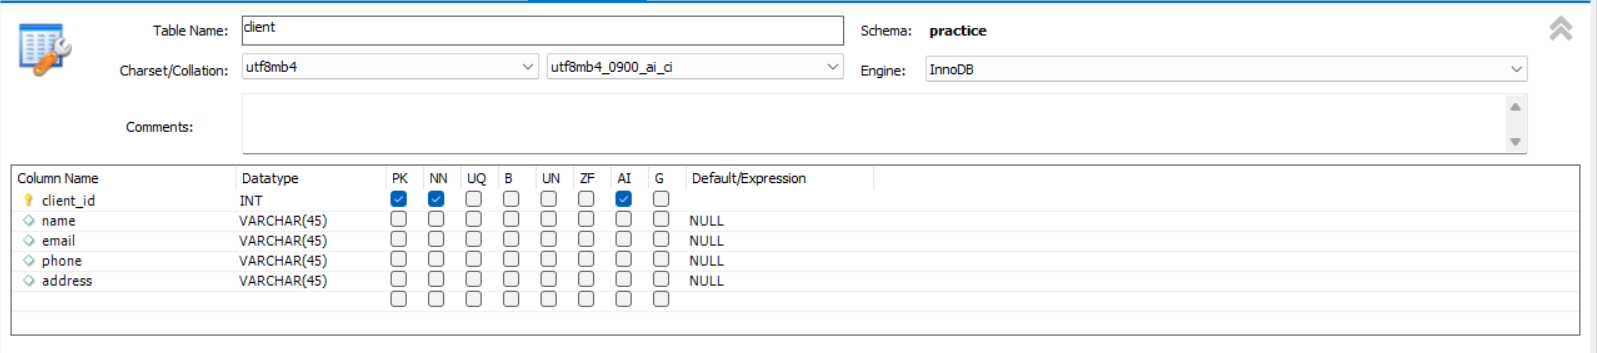 Table Name: client Schema: practice
Charset/Collation: utf8mb4 utf8mb4_0900_ai_ci Engine: InnoDB
Comments:
Column Name Datatype PK NN UQ B UN ZF AI G Default/Expression
client_id INT
name VARCHAR(45) NULL
email VARCHAR(45) NULL
phone VARCHAR(45) NULL
address VARCHAR(45) NULL